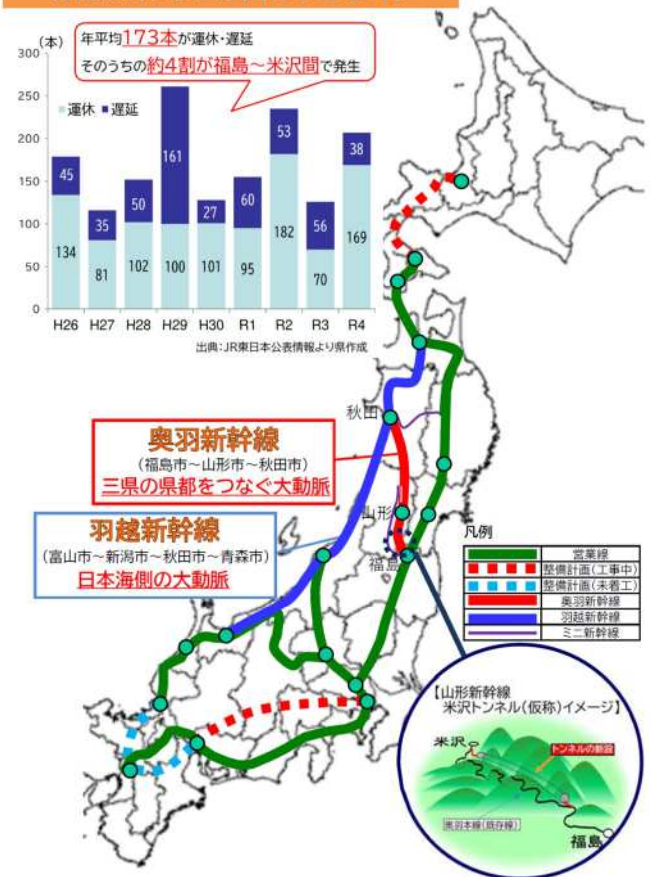 (本)
年平均173本が運休・遅延
そのうちの約4割が福島～米沢間で発生
運休 遅延
300
250
200
150
100
50
0
45
134
35
81
50
102
161
100
27
101
60
95
53
182
56
70
38
169
H26 H27 H28 H29 H30 R1 R2 R3 R4
出典：JR東日本公表情報より県作成
秋田
奥羽新幹線
(福島市～山形市～秋田市)
三県の県都をつなぐ大動脈
山形
羽越新幹線
(富山市～新潟市～秋田市～青森市)
日本海側の大動脈
福島
凡例
営業線
整備計画(工事中)
整備計画(未着工)
奥羽新幹線
羽越新幹線
ミニ新幹線
【山形新幹線
米沢トンネル(仮称)イメージ】
米沢
トンネルの新設
奥羽本線(既存線)
福島